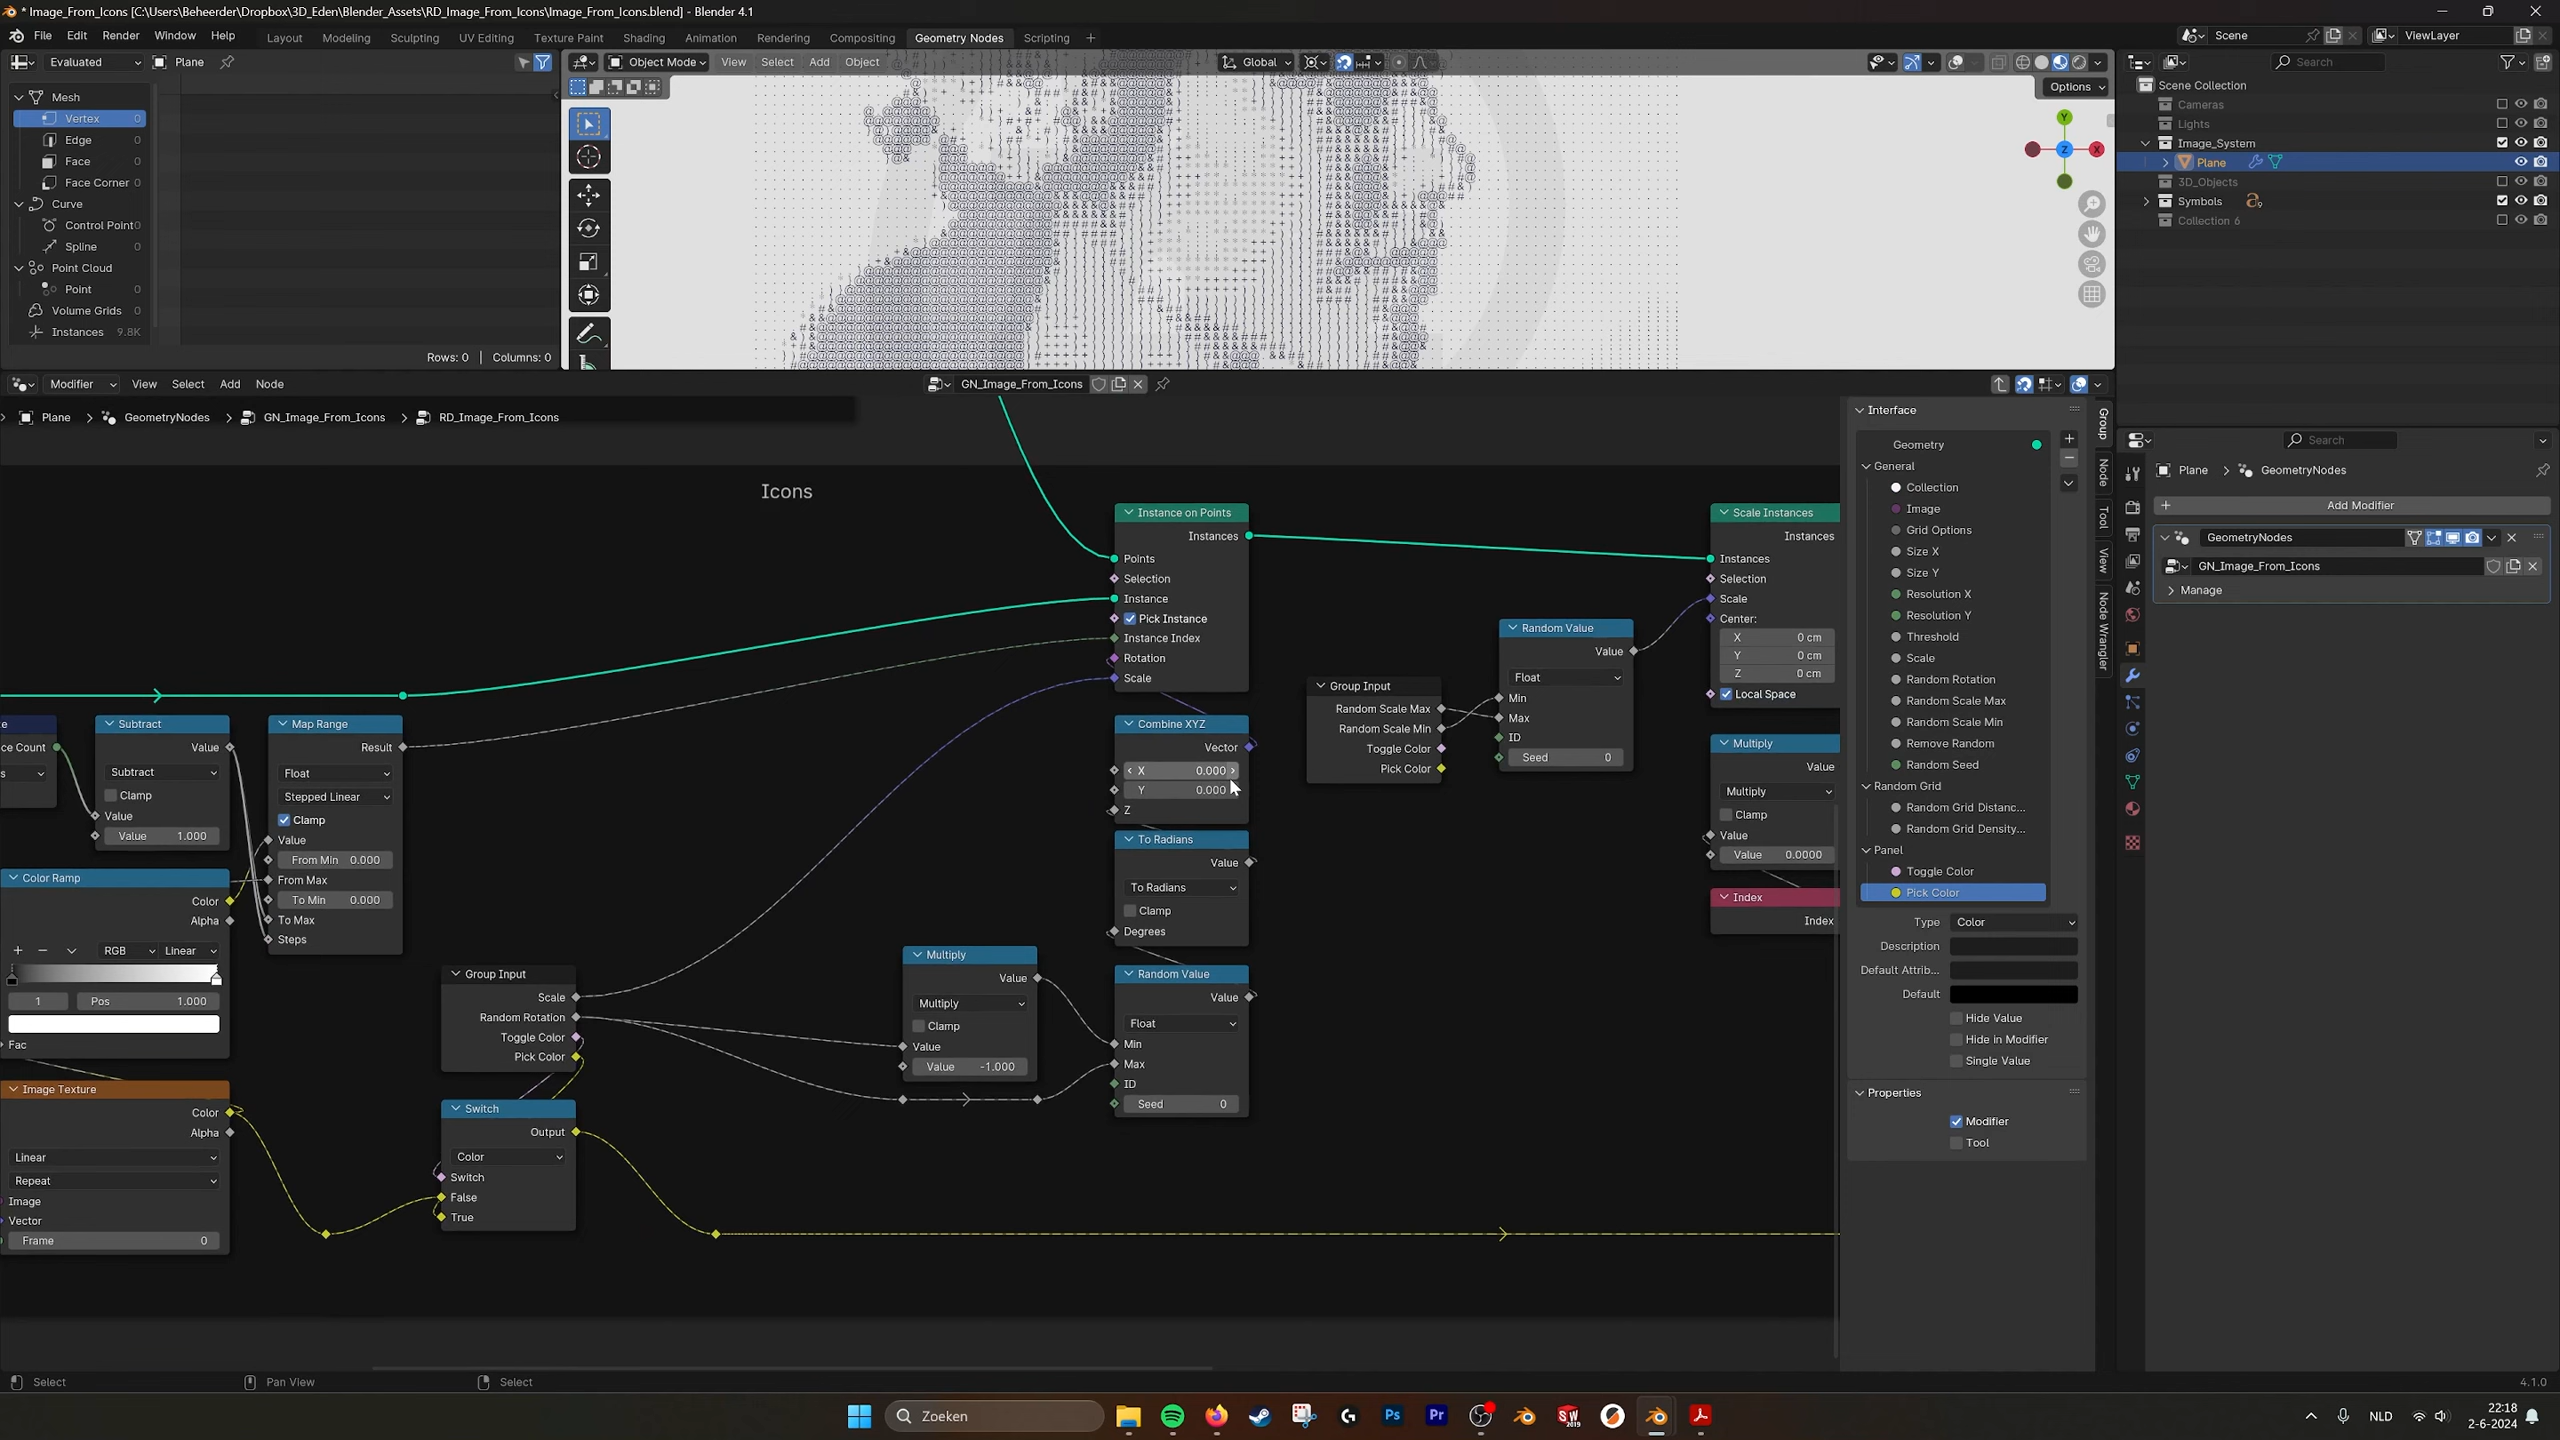 * Image_From_Icons [C:\Users\Beheerder\Dropbox\3D_Eden\Blender_Assets\RD_Image_From_Icons\Image_From_Icons.blend] - Blender 4.1
File Edit Render Window Help
Layout Modeling Sculpting UV Editing Texture Paint Shading Animation Rendering Compositing Geometry Nodes Scripting +
Scene
ViewLayer
Evaluated
Plane
Object Mode
View Select Add Object
Global
Options
Search
Mesh
Vertex 0
Edge 0
Face 0
Face Corner 0
Curve
Control Point 0
Spline 0
Point Cloud
Point 0
Volume Grids
Instances 9.8K
Rows: 0 | Columns: 0
Y
Z
X
Scene Collection
Cameras
Lights
Image_System
Plane
3D_Objects
Symbols
Collection 6
Modifier
View Select Add Node
GN_Image_From_Icons
Plane > GeometryNodes > GN_Image_From_Icons > RD_Image_From_Icons
Icons
Instance on Points
Instances
Points
Selection
Instance
Pick Instance
Instance Index
Rotation
Scale
Scale Instances
Instances
Instances
Selection
Scale
Center:
X 0 cm
Y 0 cm
Z 0 cm
Local Space
Random Value
Value
Float
Min
Max
ID
Seed 0
Group Input
Random Scale Max
Random Scale Min
Toggle Color
Pick Color
Subtract
Value
Subtract
Clamp
Value
Value 1.000
Map Range
Result
Float
Stepped Linear
Clamp
Value
From Min 0.000
From Max
To Min 0.000
To Max
Steps
Combine XYZ
Vector
X 0.000
Y 0.000
Z
To Radians
Value
To Radians
Clamp
Degrees
Multiply
Value
Multiply
Clamp
Value
Value 0.0000
Index
Index
Color Ramp
Color
Alpha
+ − RGB Linear
1 Pos 1.000
Fac
Group Input
Scale
Random Rotation
Toggle Color
Pick Color
Multiply
Value
Multiply
Clamp
Value
Value -1.000
Random Value
Value
Float
Min
Max
ID
Seed 0
Image Texture
Color
Alpha
Linear
Repeat
Image
Vector
Frame 0
Switch
Output
Color
Switch
False
True
Interface
Geometry
General
Collection
Image
Grid Options
Size X
Size Y
Resolution X
Resolution Y
Threshold
Scale
Random Rotation
Random Scale Max
Random Scale Min
Remove Random
Random Seed
Random Grid
Random Grid Distanc...
Random Grid Density...
Panel
Toggle Color
Pick Color
Type Color
Description
Default Attrib...
Default
Hide Value
Hide in Modifier
Single Value
Properties
Modifier
Tool
Group
Node
Tool
View
Node Wrangler
Search
Plane > GeometryNodes
+ Add Modifier
GeometryNodes
GN_Image_From_Icons
Manage
Select
Pan View
Select
4.1.0
Zoeken
Ps
Pr
SW
2019
NLD
22:18
2-6-2024